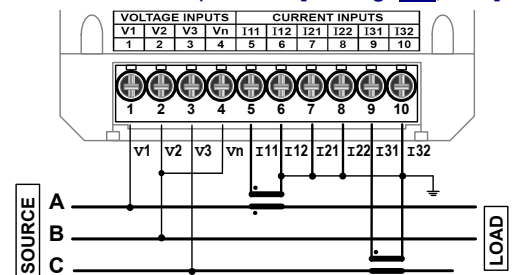 VOLTAGE INPUTS CURRENT INPUTS
V1 V2 V3 Vn I11 I12 I21 I22 I31 I32
1 2 3 4 5 6 7 8 9 10
1 2 3 4 5 6 7 8 9 10
V1 V2 V3 Vn I11 I12 I21 I22 I31 I32
SOURCE
A
B
C
LOAD